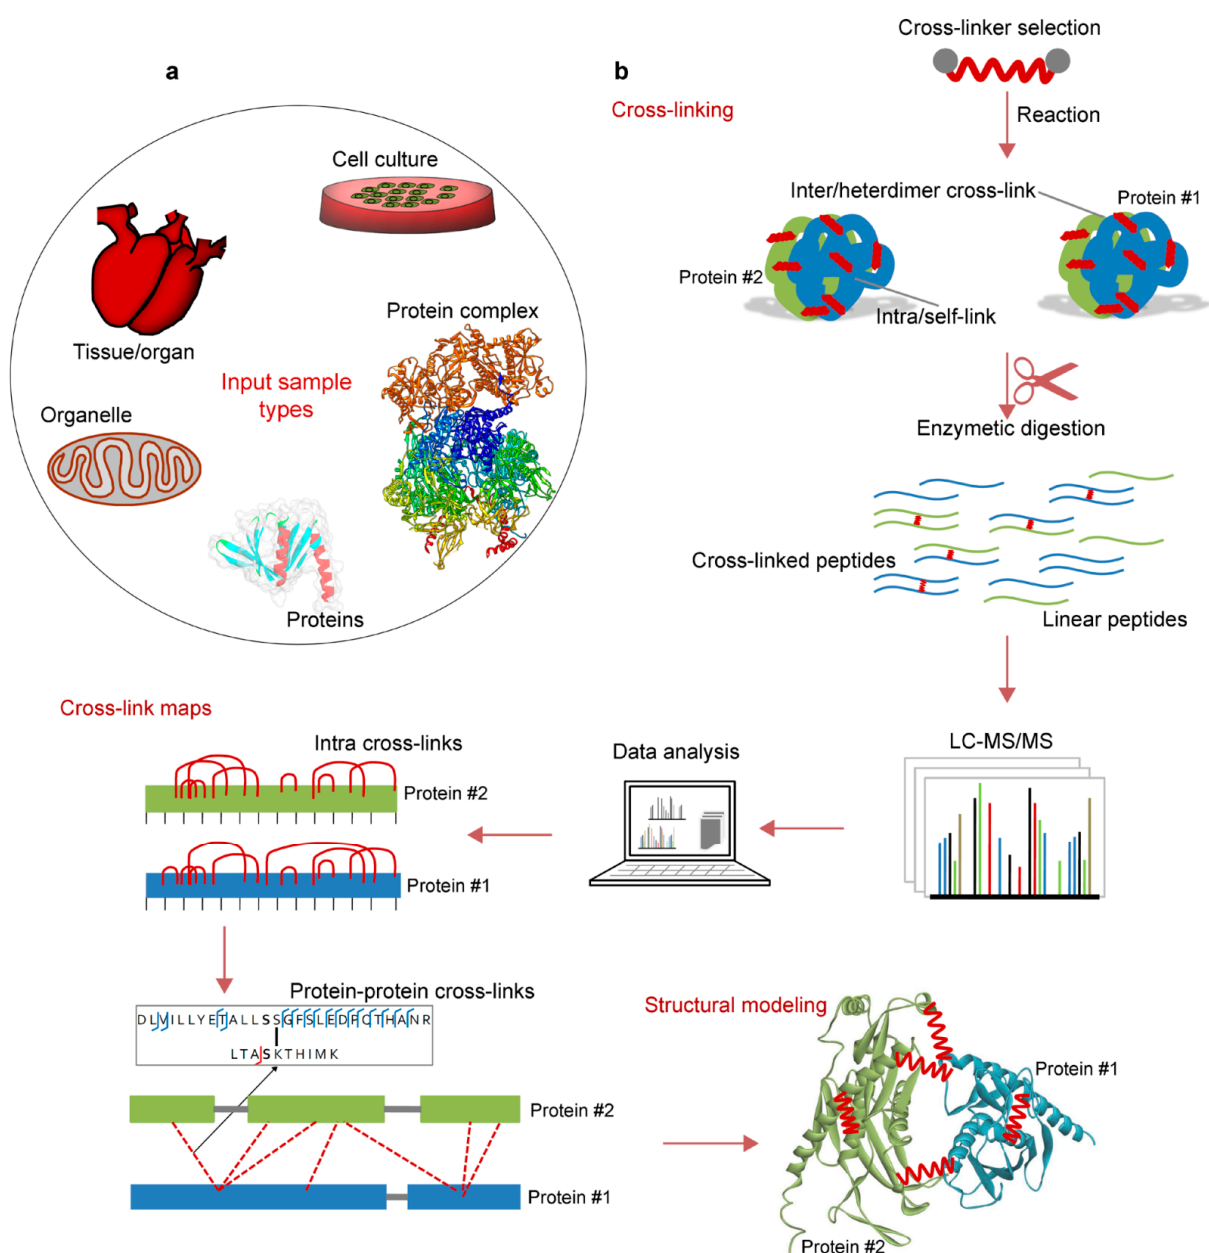 a
Cell culture
Tissue/organ
Protein complex
Input sample
types
Organelle
Proteins
b
Cross-linker selection
Cross-linking
Reaction
Inter/heterdimer cross-link
Protein #1
Protein #2
Intra/self-link
Enzymetic digestion
Cross-linked peptides
Linear peptides
LC-MS/MS
Data analysis
Cross-link maps
Intra cross-links
Protein #2
Protein #1
Protein-protein cross-links
DLVILLYETALLSSGFSLEDPQTHANR
LTASKTHIMK
Protein #2
Protein #1
Structural modeling
Protein #1
Protein #2